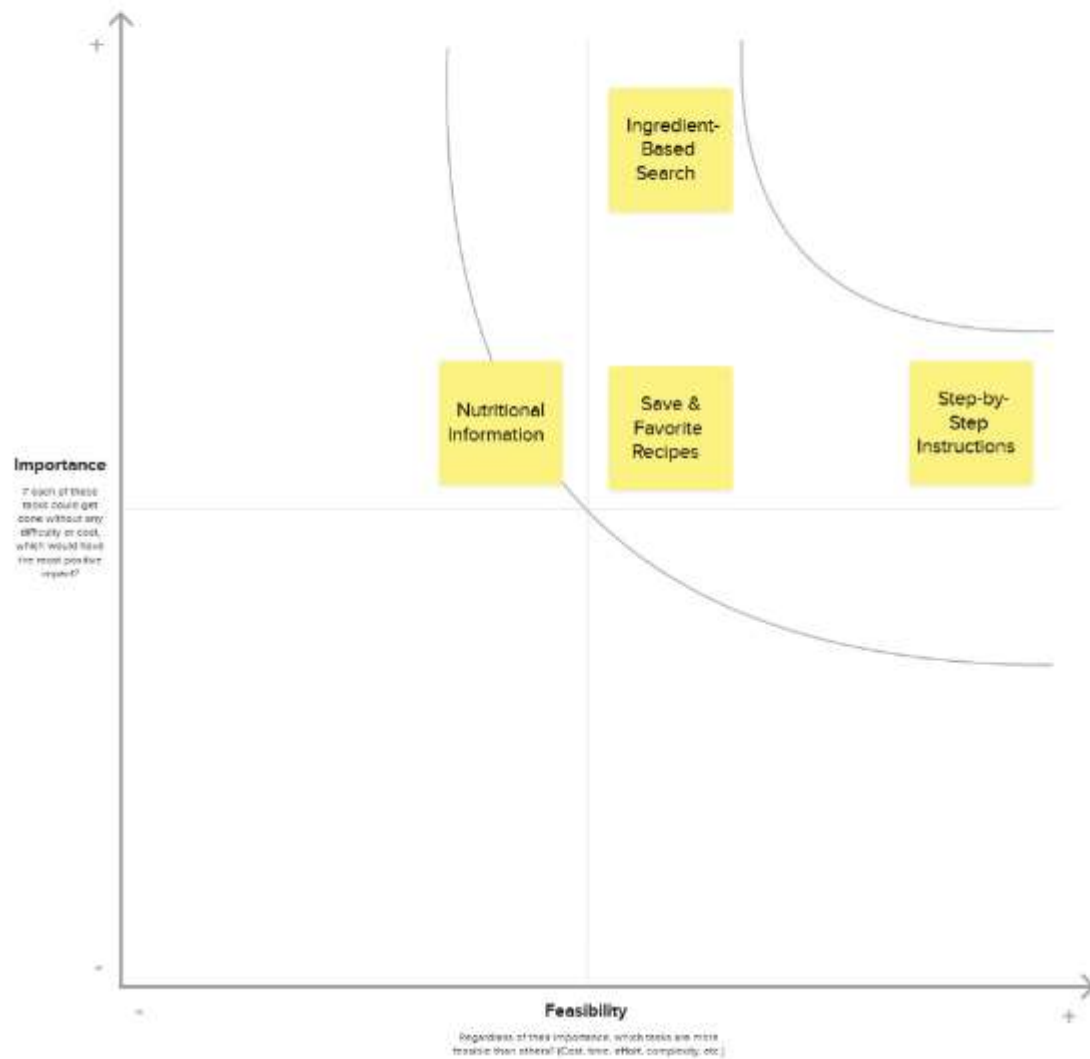 +
Ingredient-
Based
Search
Nutritional
Information
Save &
Favorite
Recipes
Step-by-
Step
Instructions
Importance
If each of these
tasks could get
done without any
difficulty or cost,
which would have
the most positive
impact?
-
-
Feasibility
+
Regardless of their importance, which tasks are more
feasible than others? (Cost, time, effort, complexity, etc.)